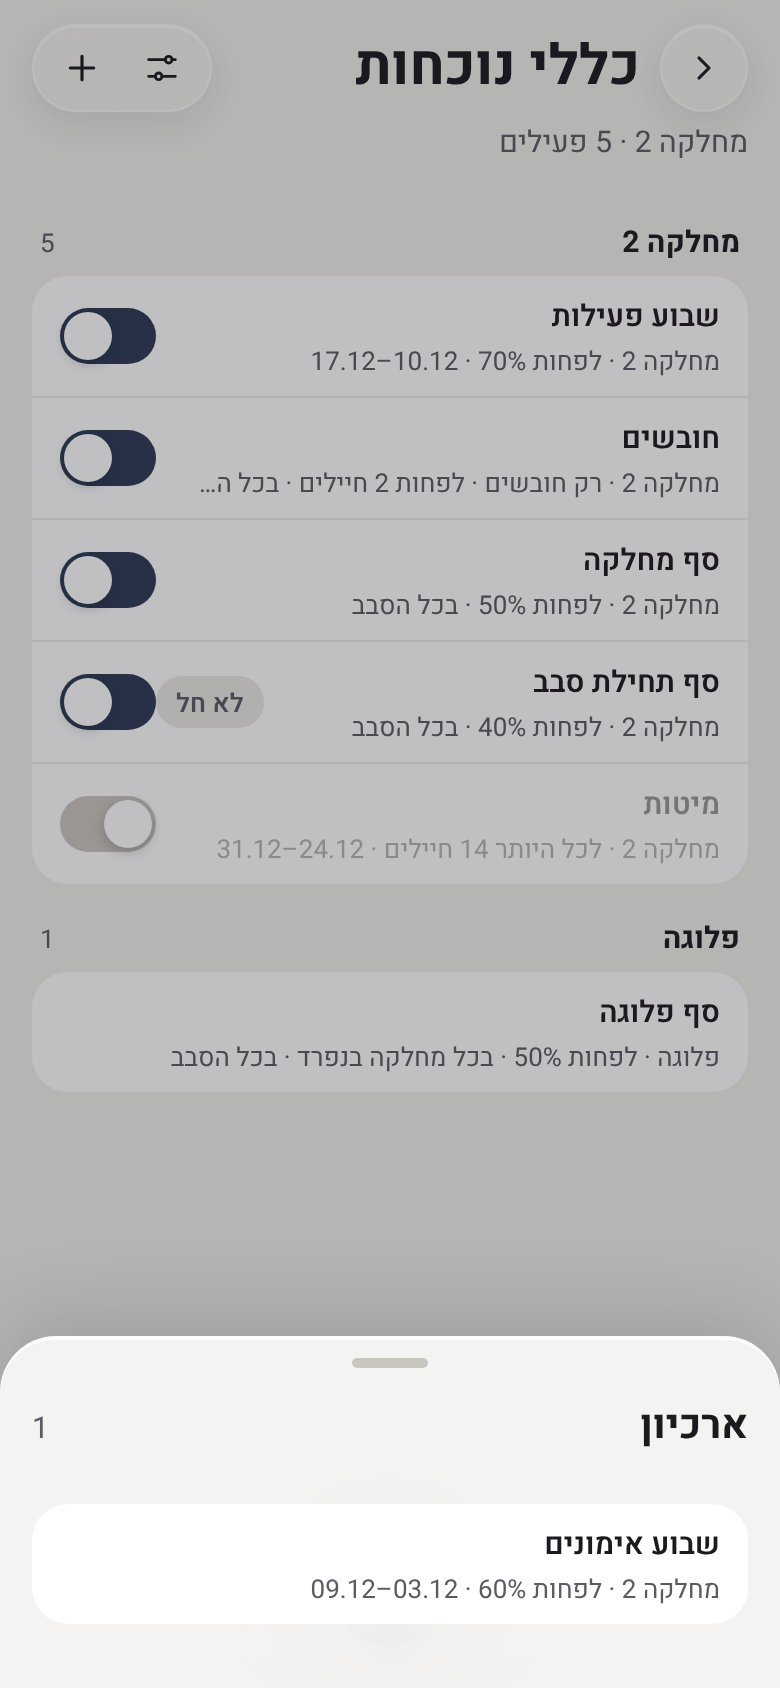 כללי נוכחות
מחלקה 2 · 5 פעילים
מחלקה 2
5
שבוע פעילות
מחלקה 2 · לפחות 70% · 10.12–17.12
חובשים
מחלקה 2 · רק חובשים · לפחות 2 חיילים · בכל ה...
סף מחלקה
מחלקה 2 · לפחות 50% · בכל הסבב
סף תחילת סבב
לא חל
מחלקה 2 · לפחות 40% · בכל הסבב
מיטות
מחלקה 2 · לכל היותר 14 חיילים · 24.12–31.12
פלוגה
1
סף פלוגה
פלוגה · לפחות 50% · בכל מחלקה בנפרד · בכל הסבב
ארכיון
1
שבוע אימונים
מחלקה 2 · לפחות 60% · 03.12–09.12